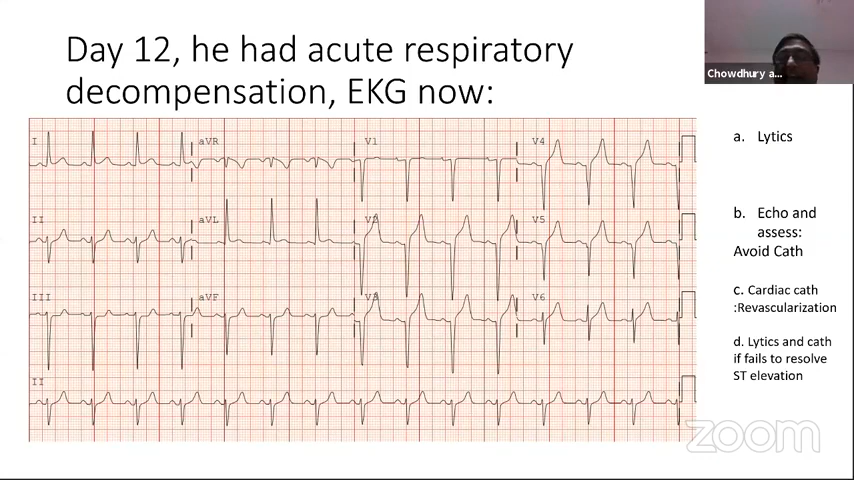 Day 12, he had acute respiratory
decompensation, EKG now:
Chowdhury a...
I aVR V1 V4
II aVL V2 V5
III aVF V3 V6
II
a. Lytics
b. Echo and
assess:
Avoid Cath
c. Cardiac cath
:Revascularization
d. Lytics and cath
if fails to resolve
ST elevation
zoom